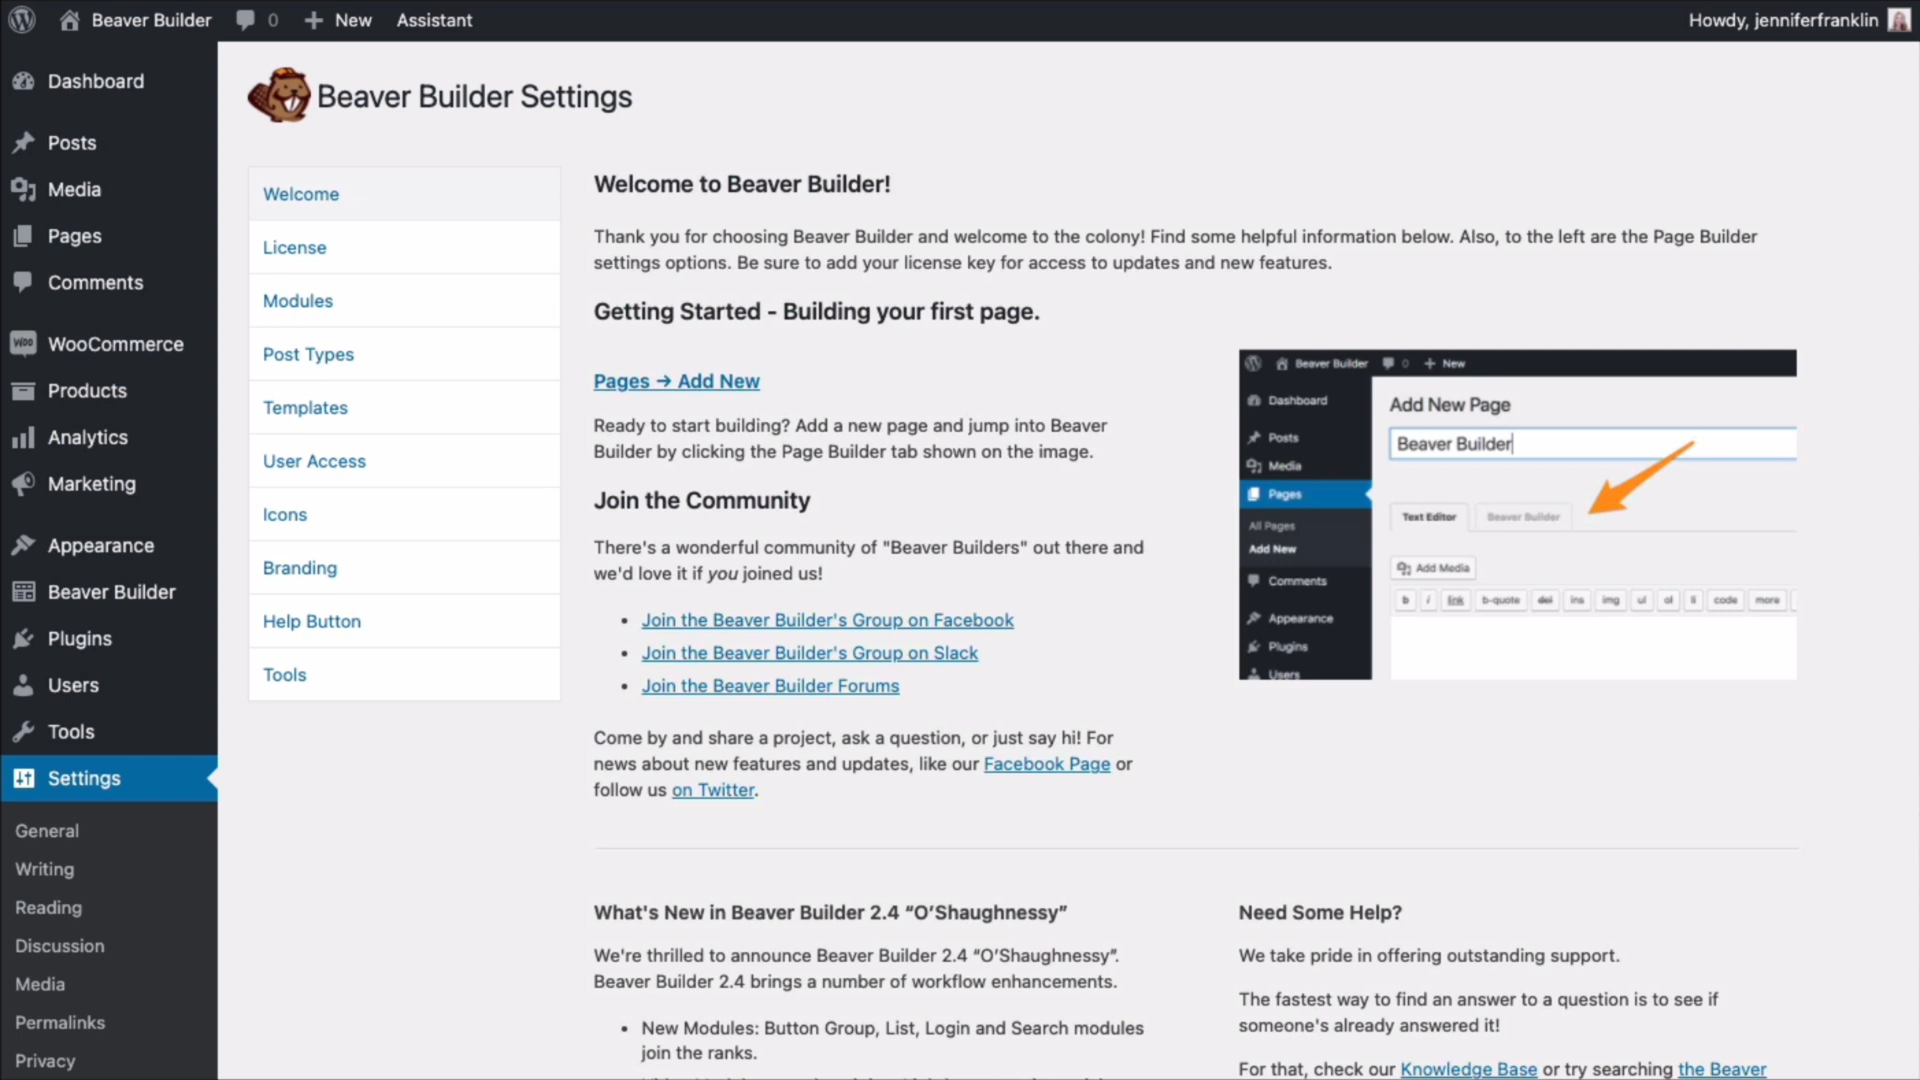 Beaver Builder 0 New Assistant Howdy, jenniferfranklin
Dashboard
Posts
Media
Pages
Comments
WooCommerce
Products
Analytics
Marketing
Appearance
Beaver Builder
Plugins
Users
Tools
Settings
General
Writing
Reading
Discussion
Media
Permalinks
Privacy
Beaver Builder Settings
Welcome
License
Modules
Post Types
Templates
User Access
Icons
Branding
Help Button
Tools
Welcome to Beaver Builder!
Thank you for choosing Beaver Builder and welcome to the colony! Find some helpful information below. Also, to the left are the Page Builder
settings options. Be sure to add your license key for access to updates and new features.
Getting Started - Building your first page.
Pages → Add New
Ready to start building? Add a new page and jump into Beaver
Builder by clicking the Page Builder tab shown on the image.
Join the Community
There's a wonderful community of "Beaver Builders" out there and
we'd love it if you joined us!
• Join the Beaver Builder's Group on Facebook
• Join the Beaver Builder's Group on Slack
• Join the Beaver Builder Forums
Come by and share a project, ask a question, or just say hi! For
news about new features and updates, like our Facebook Page or
follow us on Twitter.
Beaver Builder 0 New
Dashboard
Posts
Media
Pages
All Pages
Add New
Comments
Appearance
Plugins
Users
Add New Page
Beaver Builder
Text Editor Beaver Builder
Add Media
b i link b-quote del ins img ul ol li code more
What's New in Beaver Builder 2.4 “O’Shaughnessy”
We're thrilled to announce Beaver Builder 2.4 “O’Shaughnessy”.
Beaver Builder 2.4 brings a number of workflow enhancements.
• New Modules: Button Group, List, Login and Search modules
join the ranks.
Need Some Help?
We take pride in offering outstanding support.
The fastest way to find an answer to a question is to see if
someone's already answered it!
For that, check our Knowledge Base or try searching the Beaver